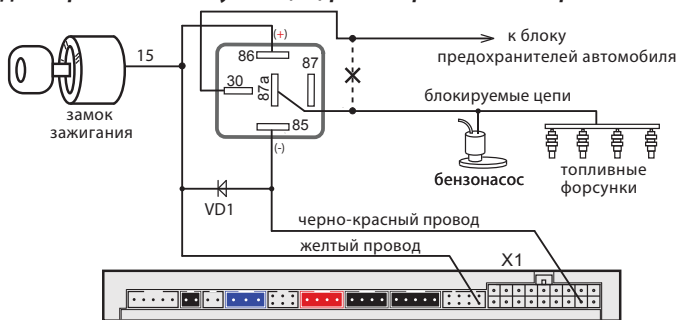 к блоку
предохранителей автомобиля
15
86
(+)
87
30
87a
85
(-)
замок
зажигания
блокируемые цепи
бензонасос
топливные
форсунки
VD1
черно-красный провод
желтый провод
X1